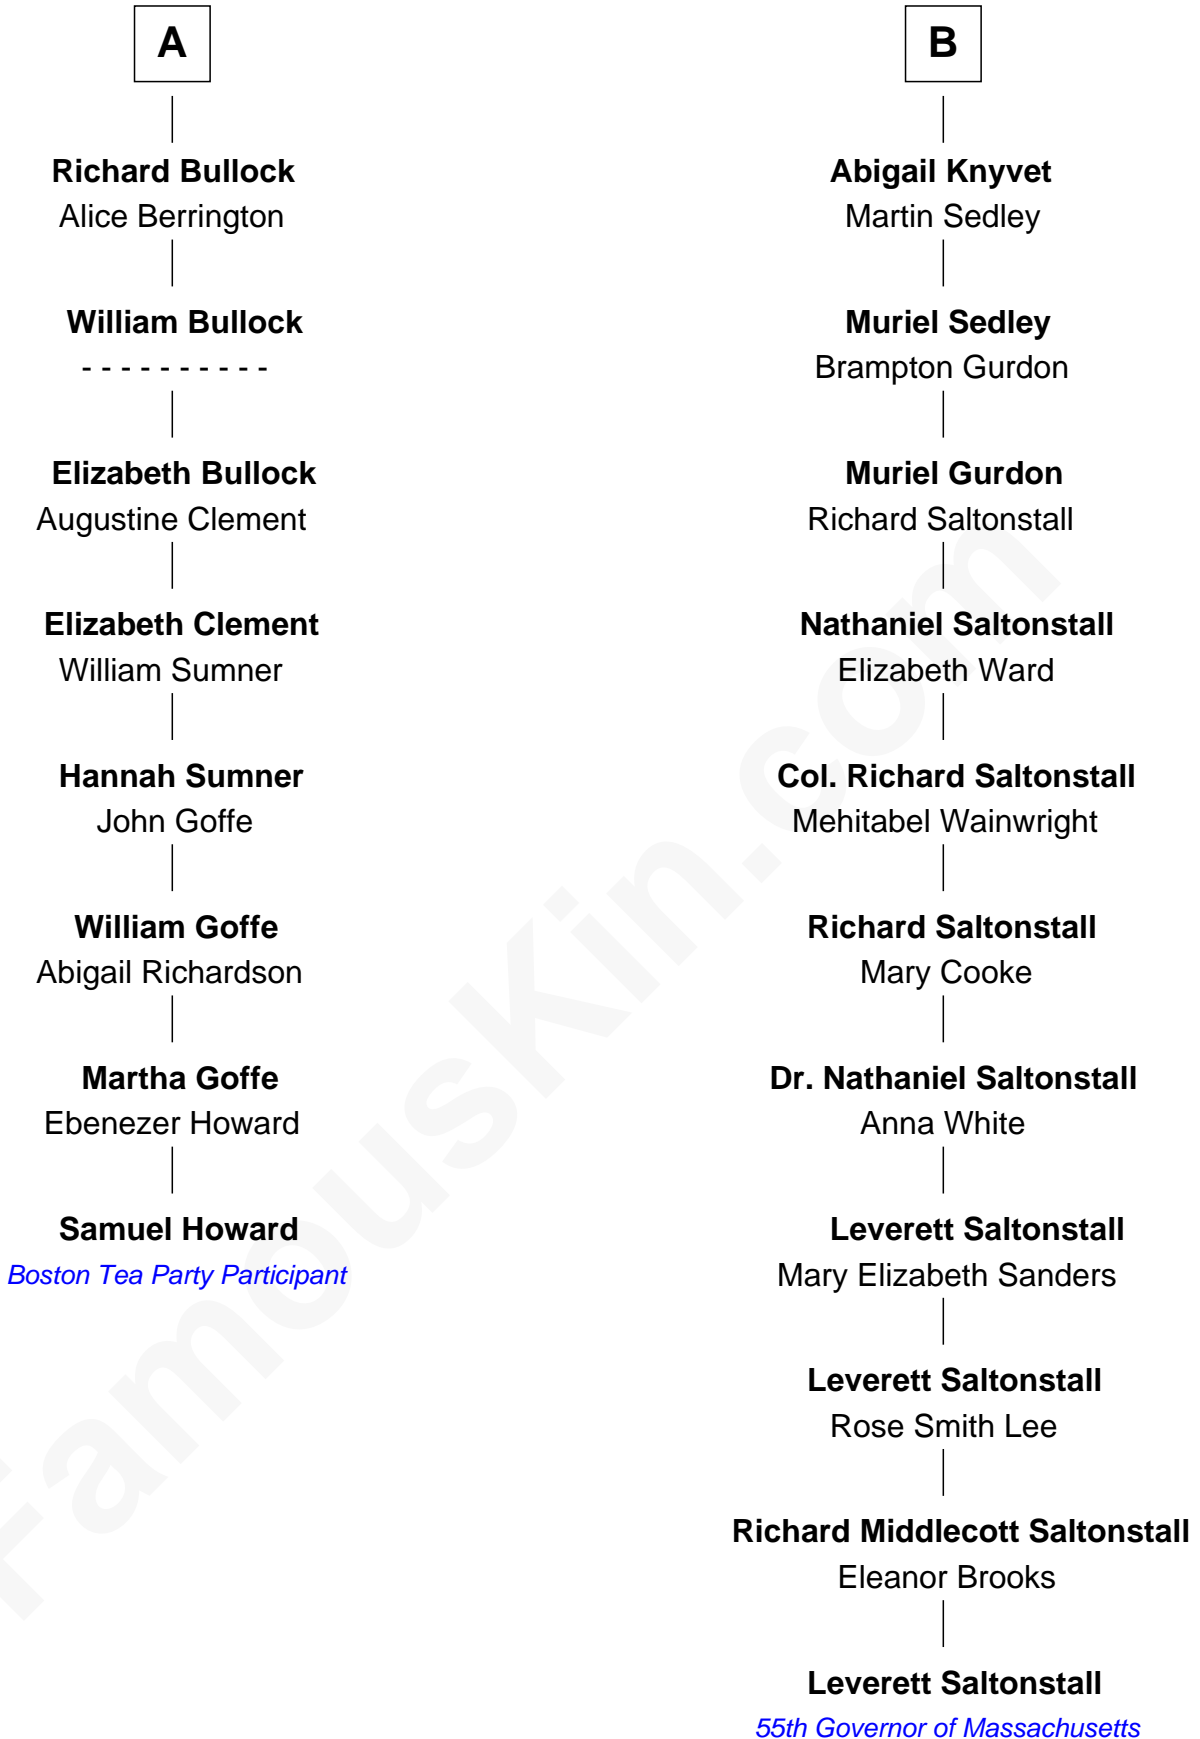 A
Richard Bullock
Alice Berrington
William Bullock
- - - - - - - - - -
Elizabeth Bullock
Augustine Clement
Elizabeth Clement
William Sumner
Hannah Sumner
John Goffe
William Goffe
Abigail Richardson
Martha Goffe
Ebenezer Howard
Samuel Howard
Boston Tea Party Participant
B
Abigail Knyvet
Martin Sedley
Muriel Sedley
Brampton Gurdon
Muriel Gurdon
Richard Saltonstall
Nathaniel Saltonstall
Elizabeth Ward
Col. Richard Saltonstall
Mehitabel Wainwright
Richard Saltonstall
Mary Cooke
Dr. Nathaniel Saltonstall
Anna White
Leverett Saltonstall
Mary Elizabeth Sanders
Leverett Saltonstall
Rose Smith Lee
Richard Middlecott Saltonstall
Eleanor Brooks
Leverett Saltonstall
55th Governor of Massachusetts
FamousKin.com